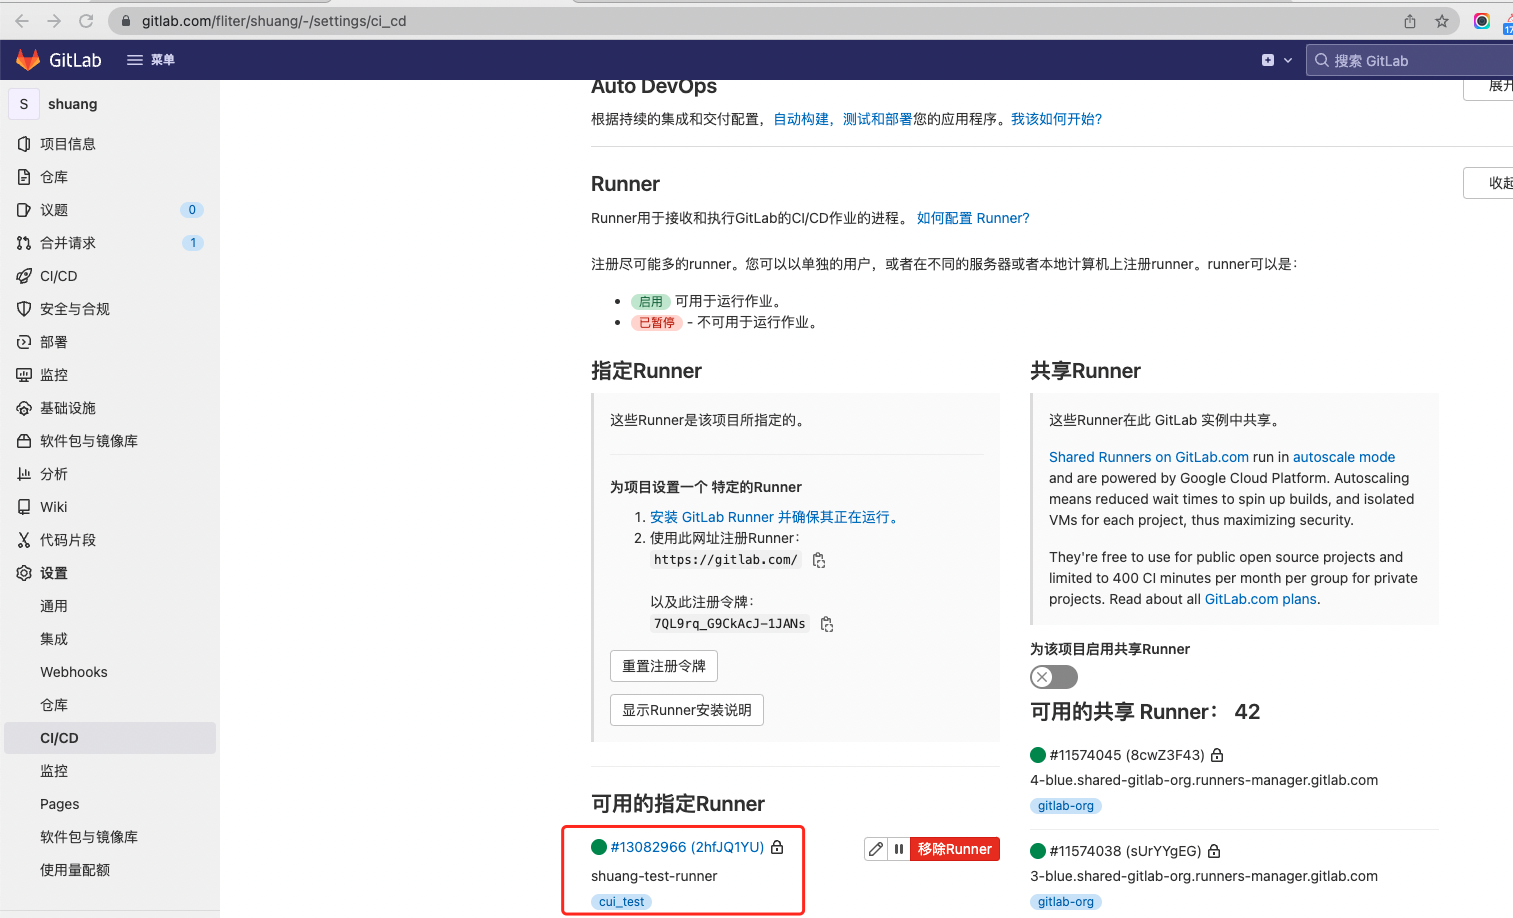 gitlab.com/fliter/shuang/-/settings/ci_cd
GitLab
菜单
搜索 GitLab
S
shuang
项目信息
仓库
议题
0
合并请求
1
CI/CD
安全与合规
部署
监控
基础设施
软件包与镜像库
分析
Wiki
代码片段
设置
通用
集成
Webhooks
仓库
CI/CD
监控
Pages
软件包与镜像库
使用量配额
Auto DevOps
展开
根据持续的集成和交付配置，自动构建，测试和部署您的应用程序。我该如何开始?
Runner
收起
Runner用于接收和执行GitLab的CI/CD作业的进程。 如何配置 Runner?
注册尽可能多的runner。您可以以单独的用户，或者在不同的服务器或者本地计算机上注册runner。runner可以是：
启用 可用于运行作业。
已暂停 - 不可用于运行作业。
指定Runner
这些Runner是该项目所指定的。
为项目设置一个 特定的Runner
1. 安装 GitLab Runner 并确保其正在运行。
2. 使用此网址注册Runner：
https://gitlab.com/
以及此注册令牌：
7QL9rq_G9CkAcJ-1JANs
重置注册令牌
显示Runner安装说明
可用的指定Runner
#13082966 (2hfJQ1YU)
移除Runner
shuang-test-runner
cui_test
共享Runner
这些Runner在此 GitLab 实例中共享。
Shared Runners on GitLab.com run in autoscale mode
and are powered by Google Cloud Platform. Autoscaling
means reduced wait times to spin up builds, and isolated
VMs for each project, thus maximizing security.
They're free to use for public open source projects and
limited to 400 CI minutes per month per group for private
projects. Read about all GitLab.com plans.
为该项目启用共享Runner
可用的共享 Runner： 42
#11574045 (8cwZ3F43)
4-blue.shared-gitlab-org.runners-manager.gitlab.com
gitlab-org
#11574038 (sUrYYgEG)
3-blue.shared-gitlab-org.runners-manager.gitlab.com
gitlab-org